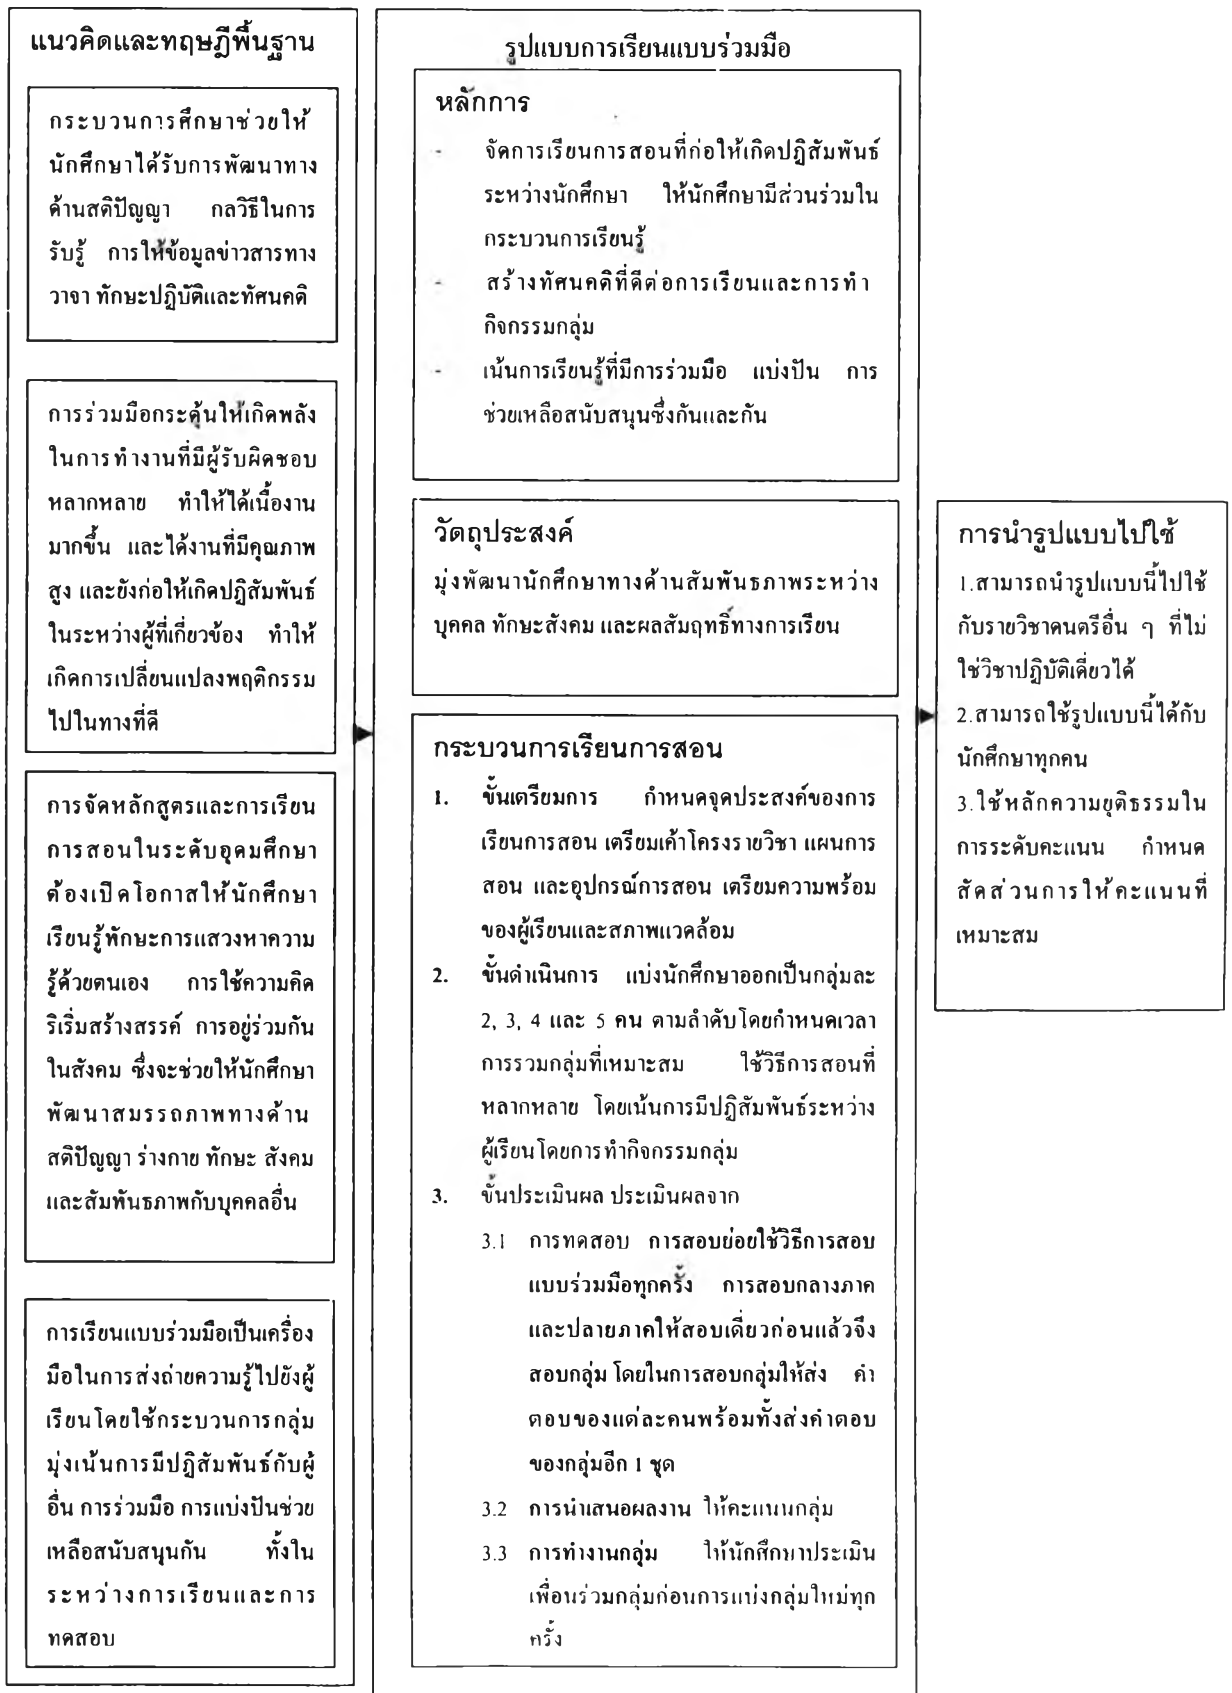 แนวคิดและทฤษฎีพื้นฐาน
กระบวนการศึกษาช่วยให้
นักศึกษาได้รับการพัฒนาทาง
ด้านสติปัญญา กลวิธีในการ
รับรู้ การให้ข้อมูลข่าวสารทาง
วาจา ทักษะปฏิบัติและทัศนคติ
การร่วมมือกระตุ้นให้เกิดพลัง
ในการทำงานที่มีผู้รับผิดชอบ
หลากหลาย ทำให้ได้เนื้องาน
มากขึ้น และได้งานที่มีคุณภาพ
สูง และยังก่อให้เกิดปฏิสัมพันธ์
ในระหว่างผู้ที่เกี่ยวข้อง ทำให้
เกิดการเปลี่ยนแปลงพฤติกรรม
ไปในทางที่ดี
การจัดหลักสูตรและการเรียน
การสอนในระดับอุดมศึกษา
ต้องเปิดโอกาสให้นักศึกษา
เรียนรู้ทักษะการแสวงหาความ
รู้ด้วยตนเอง การใช้ความคิด
ริเริ่มสร้างสรรค์ การอยู่ร่วมกัน
ในสังคม ซึ่งจะช่วยให้นักศึกษา
พัฒนาสมรรถภาพทางด้าน
สติปัญญา ร่างกาย ทักษะ สังคม
และสัมพันธภาพกับบุคคลอื่น
การเรียนแบบร่วมมือเป็นเครื่อง
มือในการส่งถ่ายความรู้ไปยังผู้
เรียนโดยใช้กระบวนการกลุ่ม
มุ่งเน้นการมีปฏิสัมพันธ์กับผู้
อื่น การร่วมมือ การแบ่งปันช่วย
เหลือสนับสนุนกัน ทั้งใน
ระหว่างการเรียนและการ
ทดสอบ
รูปแบบการเรียนแบบร่วมมือ
หลักการ
- จัดการเรียนการสอนที่ก่อให้เกิดปฏิสัมพันธ์
ระหว่างนักศึกษา ให้นักศึกษามีส่วนร่วมใน
กระบวนการเรียนรู้
- สร้างทัศนคติที่ดีต่อการเรียนและการทำ
กิจกรรมกลุ่ม
- เน้นการเรียนรู้ที่มีการร่วมมือ แบ่งปัน การ
ช่วยเหลือสนับสนุนซึ่งกันและกัน
วัตถุประสงค์
มุ่งพัฒนานักศึกษาทางด้านสัมพันธภาพระหว่าง
บุคคล ทักษะสังคม และผลสัมฤทธิ์ทางการเรียน
กระบวนการเรียนการสอน
1. ขั้นเตรียมการ กำหนดจุดประสงค์ของการ
เรียนการสอน เตรียมเค้าโครงรายวิชา แผนการ
สอน และอุปกรณ์การสอน เตรียมความพร้อม
ของผู้เรียนและสภาพแวดล้อม
2. ขั้นดำเนินการ แบ่งนักศึกษาออกเป็นกลุ่มละ
2, 3, 4 และ 5 คน ตามลำดับโดยกำหนดเวลา
การรวมกลุ่มที่เหมาะสม ใช้วิธีการสอนที่
หลากหลาย โดยเน้นการมีปฏิสัมพันธ์ระหว่าง
ผู้เรียนโดยการทำกิจกรรมกลุ่ม
3. ขั้นประเมินผล ประเมินผลจาก
3.1 การทดสอบ การสอบย่อยใช้วิธีการสอบ
แบบร่วมมือทุกครั้ง การสอบกลางภาค
และปลายภาคให้สอบเดี่ยวก่อนแล้วจึง
สอบกลุ่ม โดยในการสอบกลุ่มให้ส่ง คำ
ตอบของแต่ละคนพร้อมทั้งส่งคำตอบ
ของกลุ่มอีก 1 ชุด
3.2 การนำเสนอผลงาน ให้คะแนนกลุ่ม
3.3 การทำงานกลุ่ม ให้นักศึกษาประเมิน
เพื่อนร่วมกลุ่มก่อนการแบ่งกลุ่มใหม่ทุก
ครั้ง
การนำรูปแบบไปใช้
1.สามารถนำรูปแบบนี้ไปใช้
กับรายวิชาดนตรีอื่น ๆ ที่ไม่
ใช่วิชาปฏิบัติเดี่ยวได้
2.สามารถใช้รูปแบบนี้ได้กับ
นักศึกษาทุกคน
3.ใช้หลักความยุติธรรมใน
การระดับคะแนน กำหนด
สัดส่วนการให้คะแนนที่
เหมาะสม